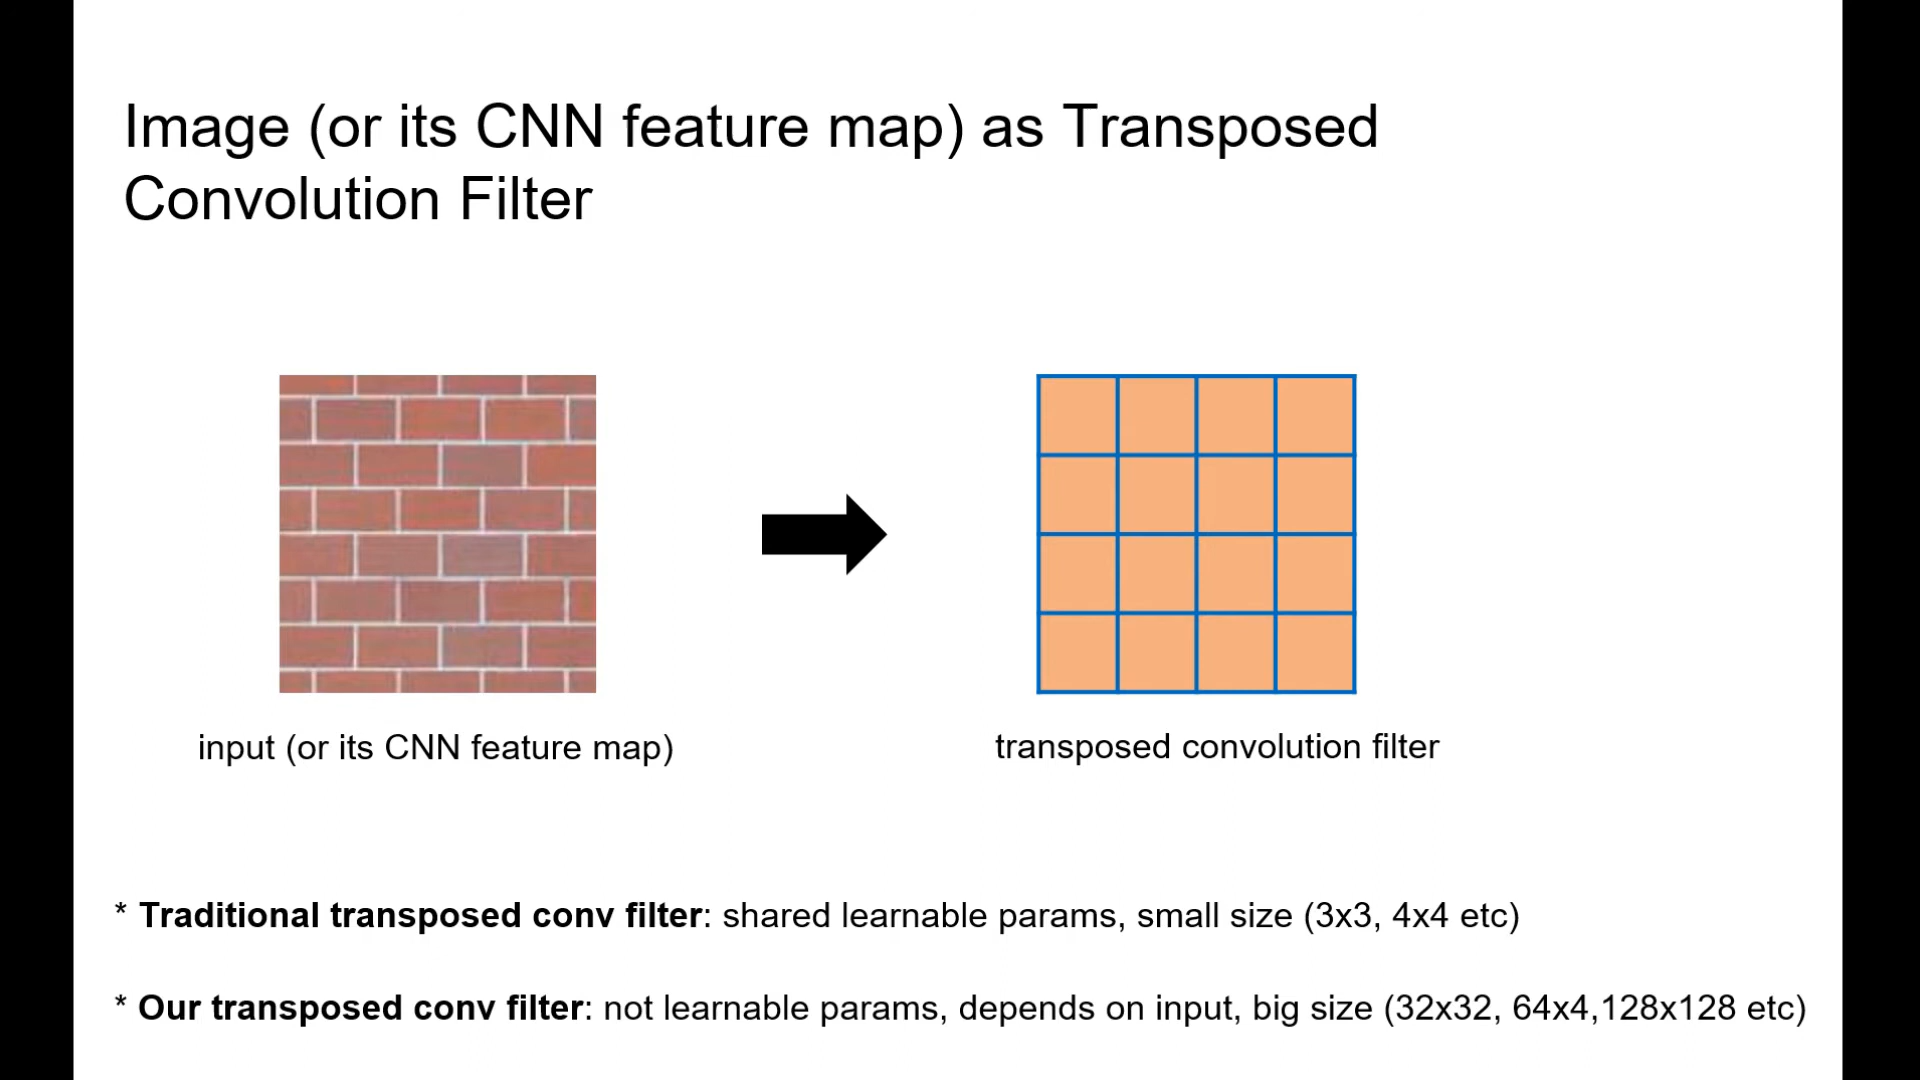 Image (or its CNN feature map) as Transposed
Convolution Filter
input (or its CNN feature map)
transposed convolution filter
* Traditional transposed conv filter: shared learnable params, small size (3x3, 4x4 etc)
* Our transposed conv filter: not learnable params, depends on input, big size (32x32, 64x4,128x128 etc)